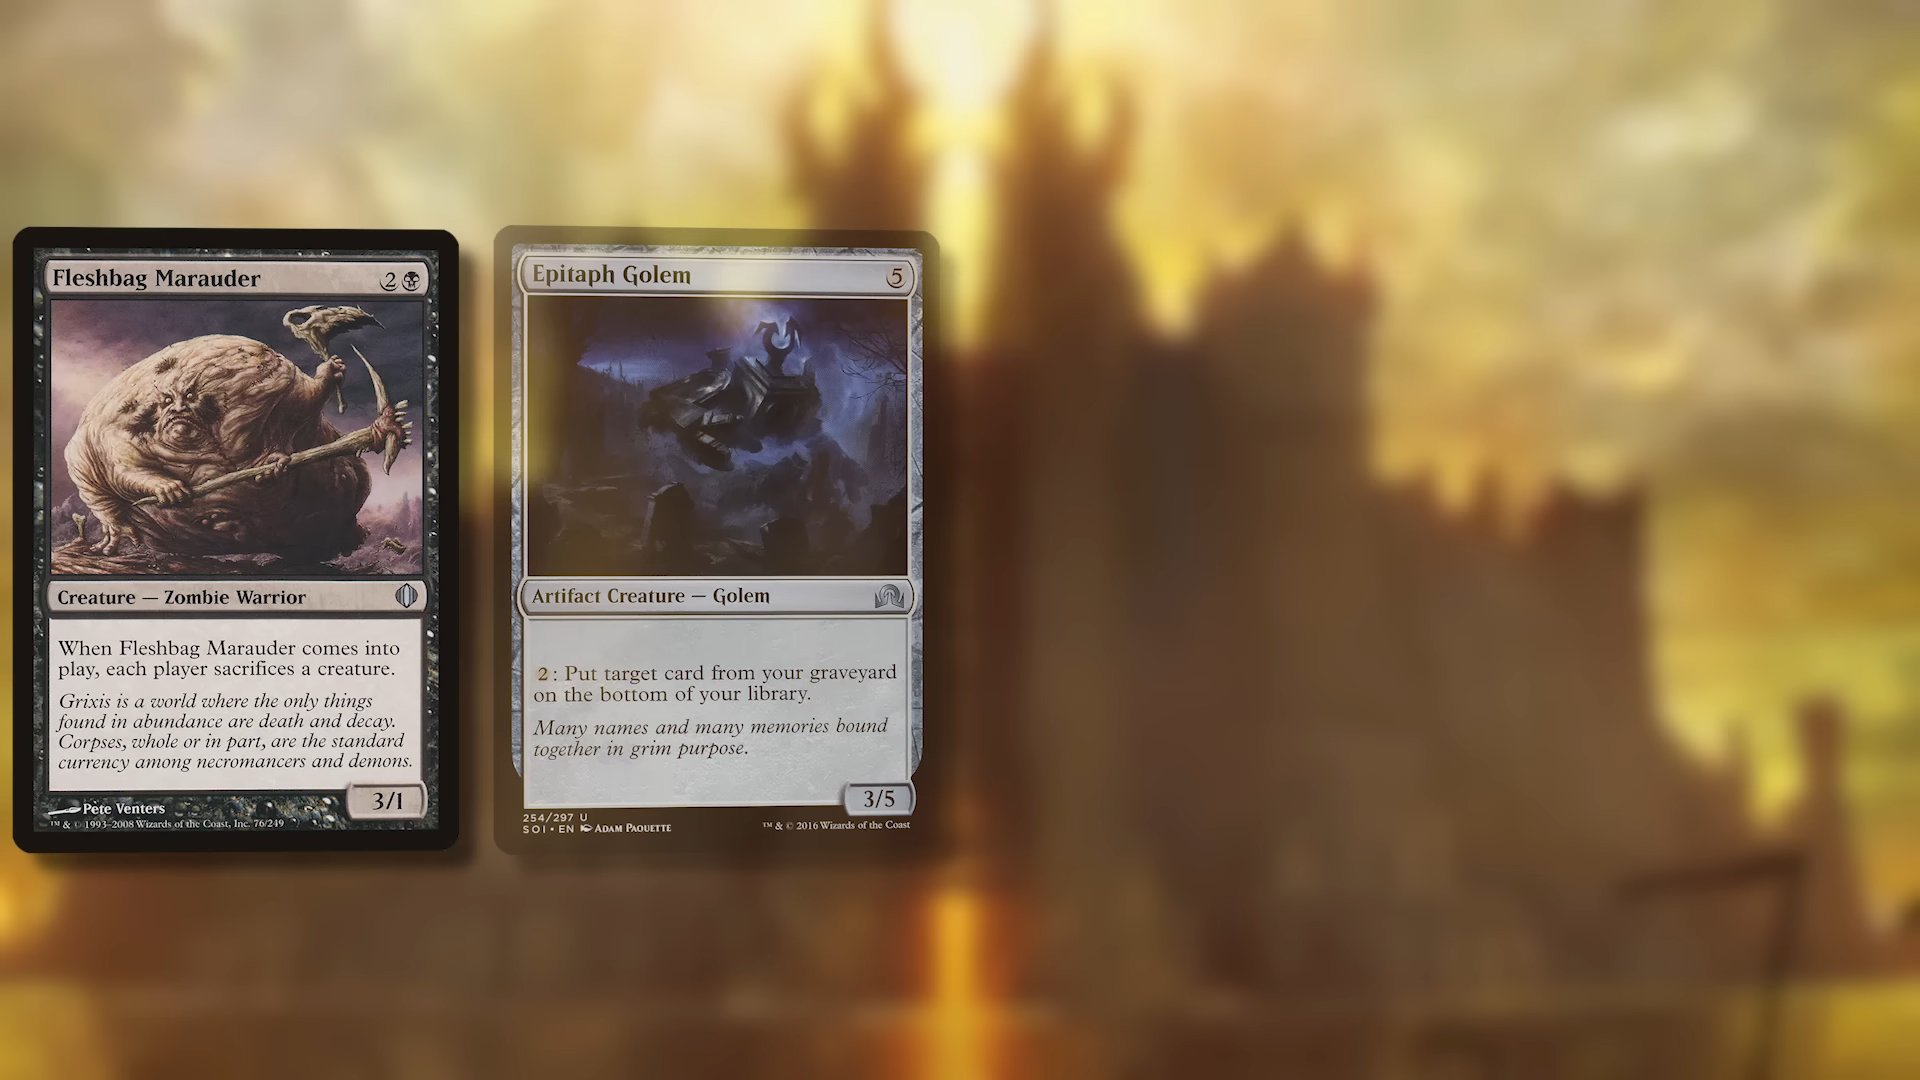 Fleshbag Marauder
2
Creature — Zombie Warrior
When Fleshbag Marauder comes into
play, each player sacrifices a creature.
Grixis is a world where the only things
found in abundance are death and decay.
Corpses, whole or in part, are the standard
currency among necromancers and demons.
3/1
Pete Venters
™ & © 1993–2008 Wizards of the Coast, Inc. 76/249
Epitaph Golem
5
Artifact Creature — Golem
2: Put target card from your graveyard
on the bottom of your library.
Many names and many memories bound
together in grim purpose.
3/5
254/297 U
SOI • EN Adam Paquette
™ & © 2016 Wizards of the Coast